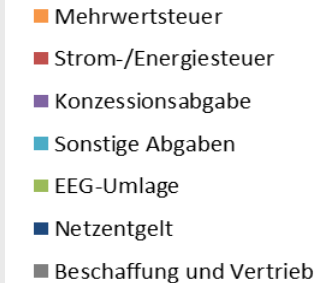 Mehrwertsteuer
Strom-/Energiesteuer
Konzessionsabgabe
Sonstige Abgaben
EEG-Umlage
Netzentgelt
Beschaffung und Vertrieb